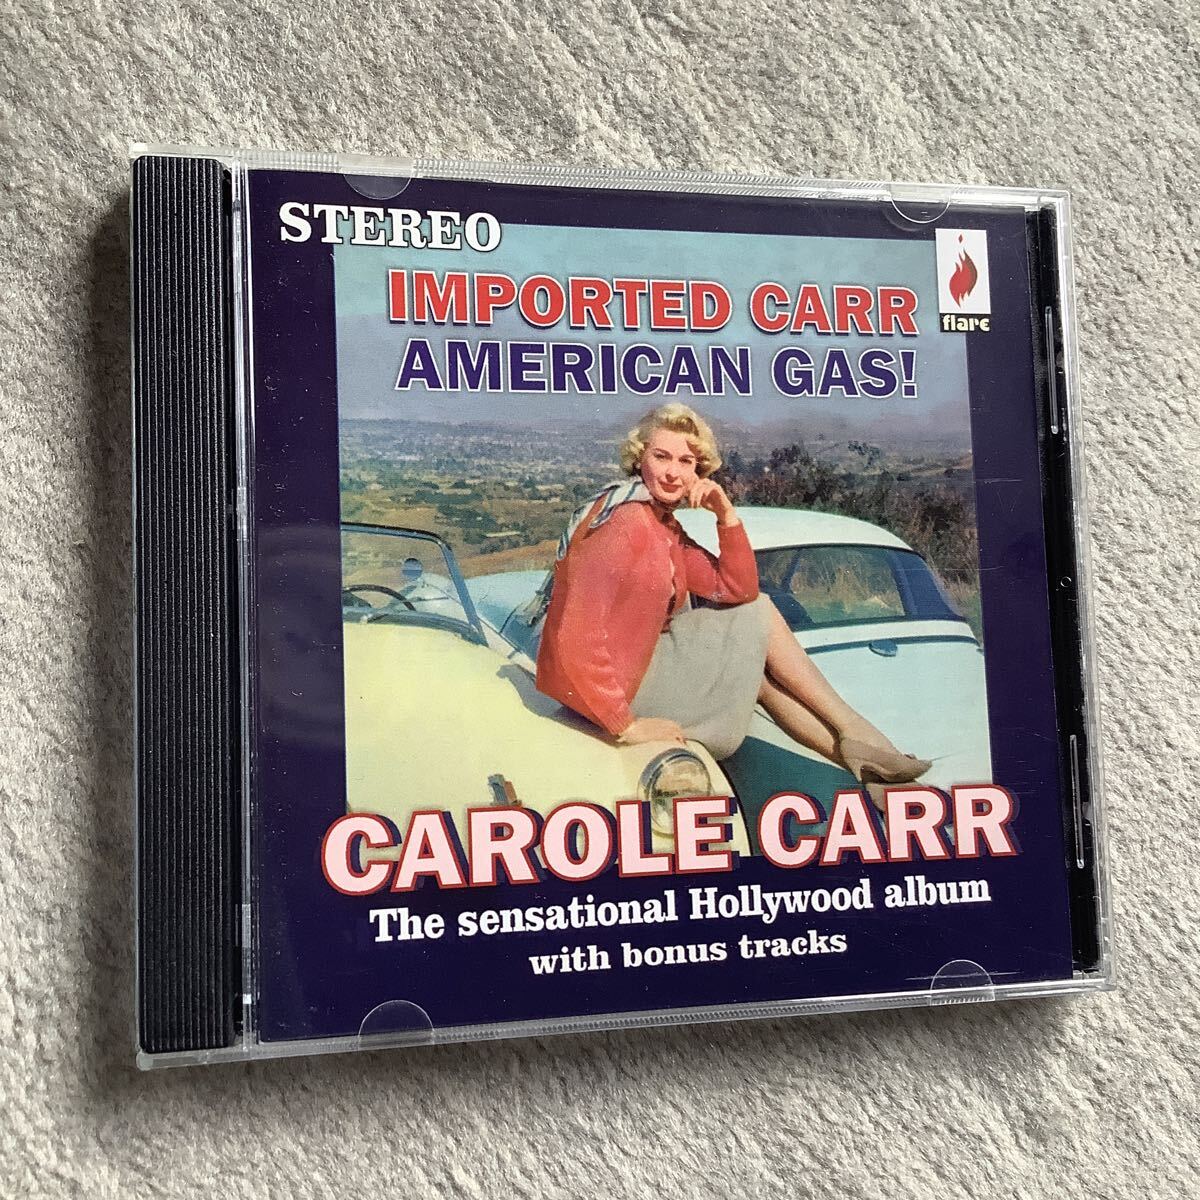 STEREO
IMPORTED CARR
AMERICAN GAS!
flare
CAROLE CARR
The sensational Hollywood album
with bonus tracks